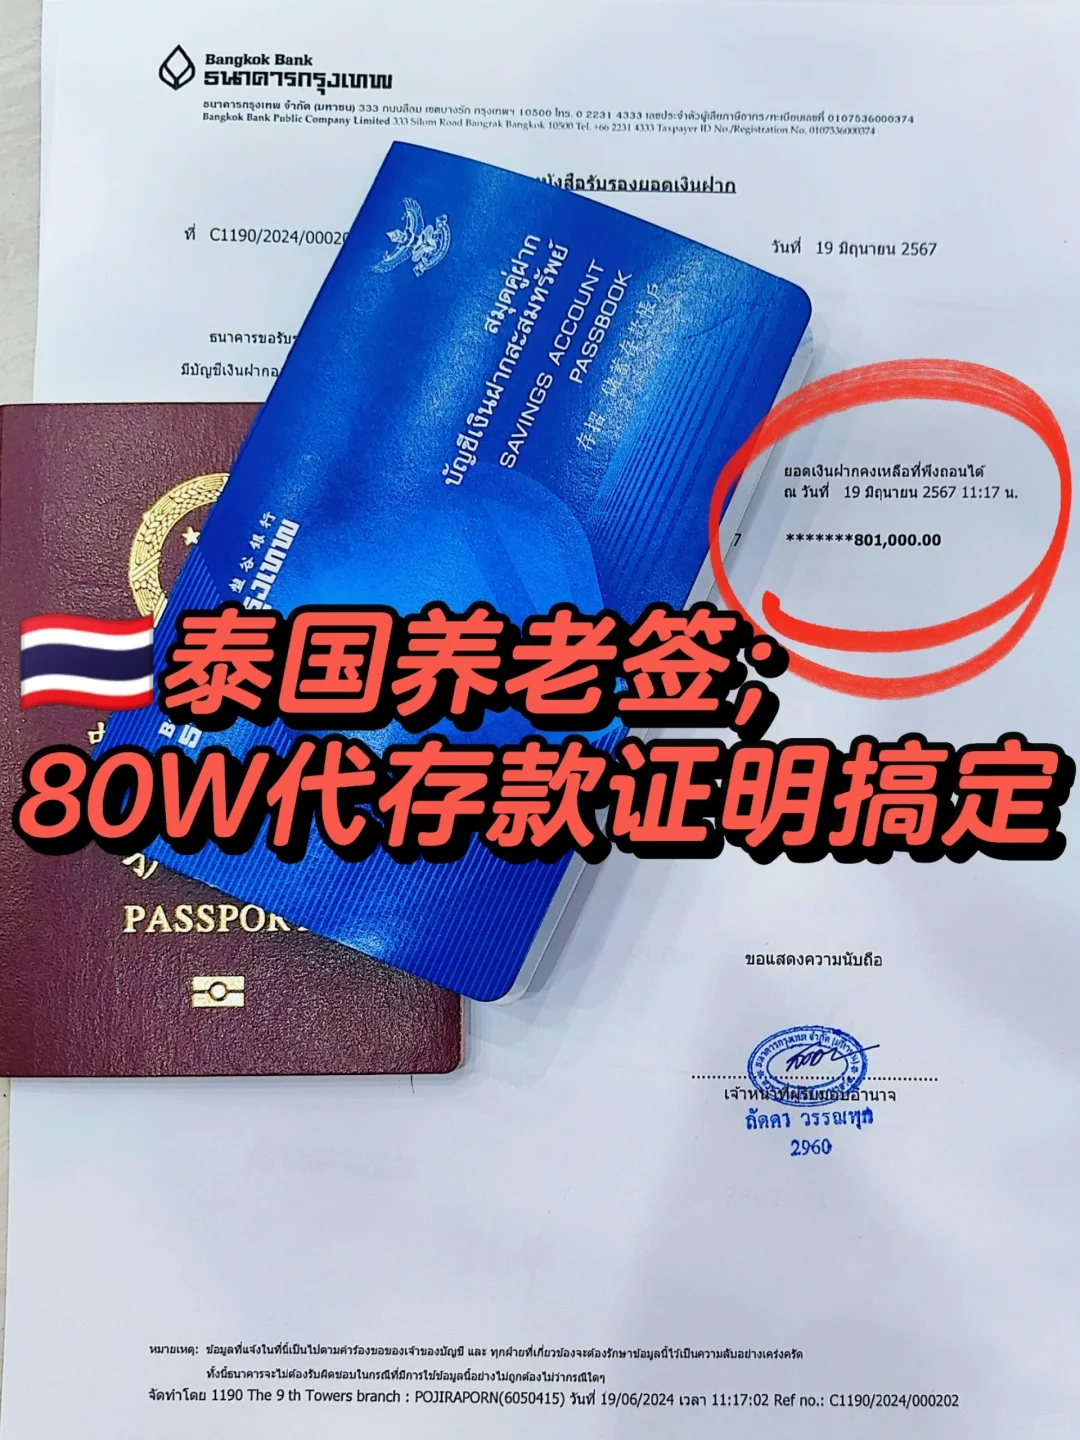 Bangkok Bank
ธนาคารกรุงเทพ
ธนาคารกรุงเทพ จำกัด (มหาชน) 333 ถนนสีลม เขตบางรัก กรุงเทพฯ 10500 โทร. 0 2231 4333 เลขประจำตัวผู้เสียภาษีอากร/ทะเบียนเลขที่ 0107536000374
Bangkok Bank Public Company Limited 333 Silom Road Bangrak Bangkok 10500 Tel. +66 2231 4333 Taxpayer ID No./Registration No. 0107536000374
หนังสือรับรองยอดเงินฝาก
ที่ C1190/2024/00020
วันที่ 19 มิถุนายน 2567
ธนาคารขอรับร
มีบัญชีเงินฝากอ
สมุดคู่ฝาก
บัญชีเงินฝากสะสมทรัพย์
SAVINGS ACCOUNT
PASSBOOK
存摺 儲蓄存款帳戶
盤谷銀行
รุงเทพ
ยอดเงินฝากคงเหลือที่พึงถอนได้
ณ วันที่ 19 มิถุนายน 2567 11:17 น.
7 *******801,000.00
🇹🇭泰国养老签;
80W代存款证明搞定
PASSPORT
ขอแสดงความนับถือ
เจ้าหน้าที่ผู้รับมอบอำนาจ
2960
หมายเหตุ: ข้อมูลที่แจ้งในที่นี้เป็นไปตามคำร้องขอของเจ้าของบัญชี และ ทุกฝ่ายที่เกี่ยวข้องจะต้องรักษาข้อมูลนี้ไว้เป็นความลับอย่างเคร่งครัด
ทั้งนี้ธนาคารจะไม่ต้องรับผิดชอบในกรณีที่มีการใช้ข้อมูลนี้อย่างไม่ถูกต้องไม่ว่ากรณีใดๆ
จัดทำโดย 1190 The 9 th Towers branch : POJIRAPORN(6050415) วันที่ 19/06/2024 เวลา 11:17:02 Ref no.: C1190/2024/000202